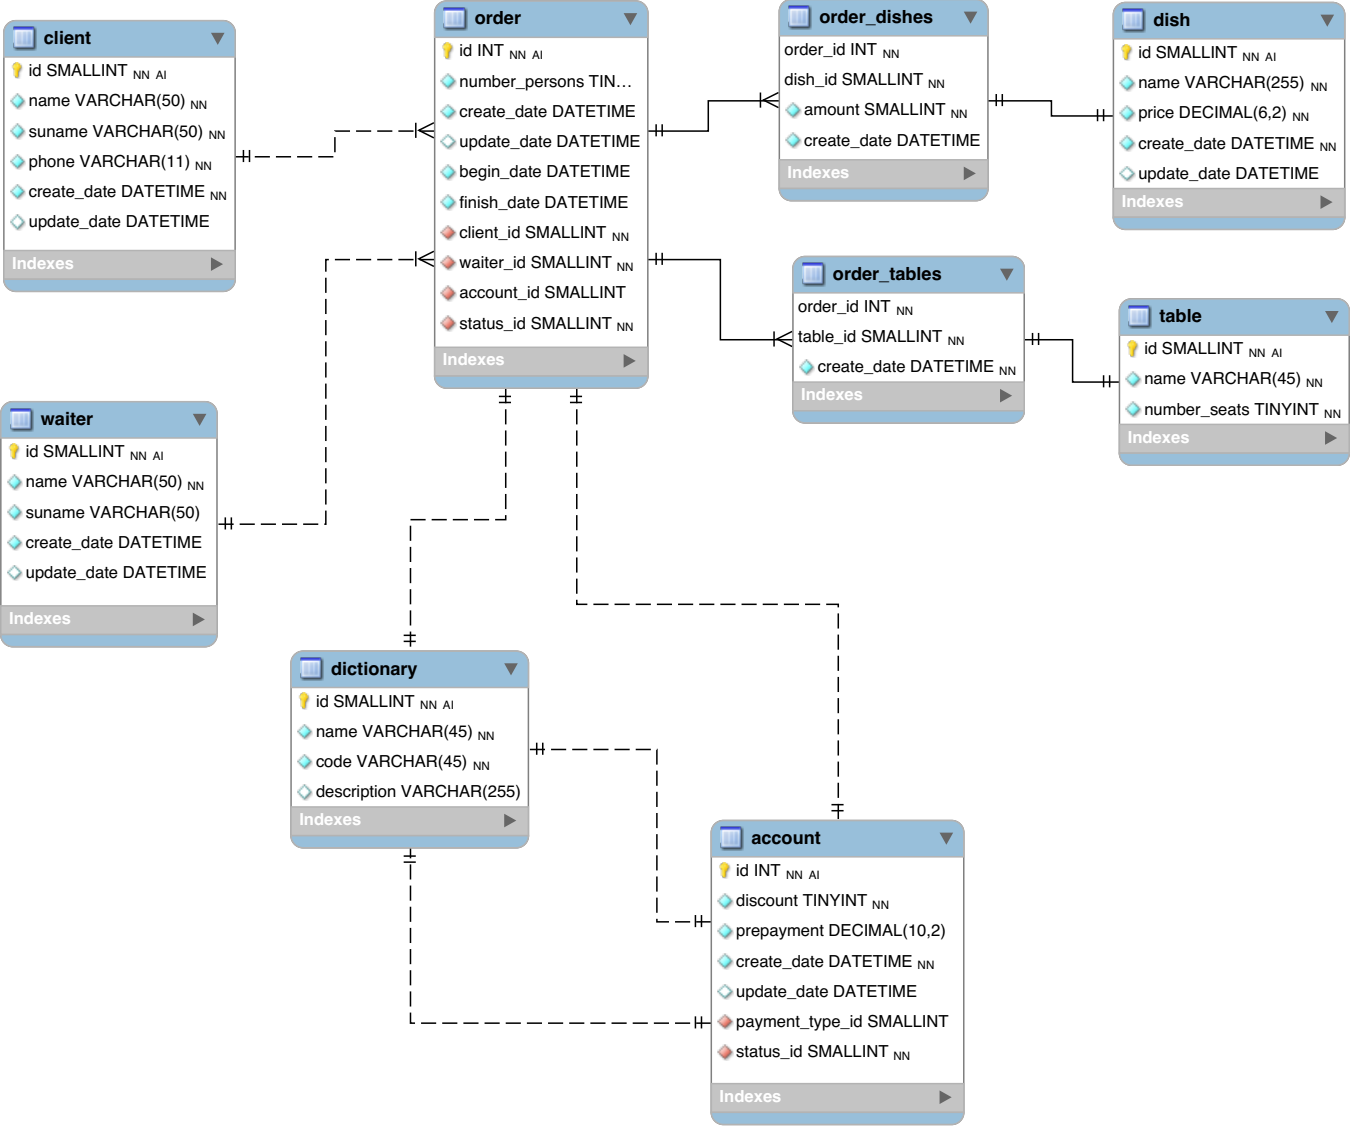 client
id SMALLINT NN AI
name VARCHAR(50) NN
suname VARCHAR(50) NN
phone VARCHAR(11) NN
create_date DATETIME NN
update_date DATETIME
Indexes
order
id INT NN AI
number_persons TIN...
create_date DATETIME
update_date DATETIME
begin_date DATETIME
finish_date DATETIME
client_id SMALLINT NN
waiter_id SMALLINT NN
account_id SMALLINT
status_id SMALLINT NN
Indexes
order_dishes
order_id INT NN
dish_id SMALLINT NN
amount SMALLINT NN
create_date DATETIME
Indexes
dish
id SMALLINT NN AI
name VARCHAR(255) NN
price DECIMAL(6,2) NN
create_date DATETIME NN
update_date DATETIME
Indexes
order_tables
order_id INT NN
table_id SMALLINT NN
create_date DATETIME NN
Indexes
table
id SMALLINT NN AI
name VARCHAR(45) NN
number_seats TINYINT NN
Indexes
waiter
id SMALLINT NN AI
name VARCHAR(50) NN
suname VARCHAR(50)
create_date DATETIME
update_date DATETIME
Indexes
dictionary
id SMALLINT NN AI
name VARCHAR(45) NN
code VARCHAR(45) NN
description VARCHAR(255)
Indexes
account
id INT NN AI
discount TINYINT NN
prepayment DECIMAL(10,2)
create_date DATETIME NN
update_date DATETIME
payment_type_id SMALLINT
status_id SMALLINT NN
Indexes